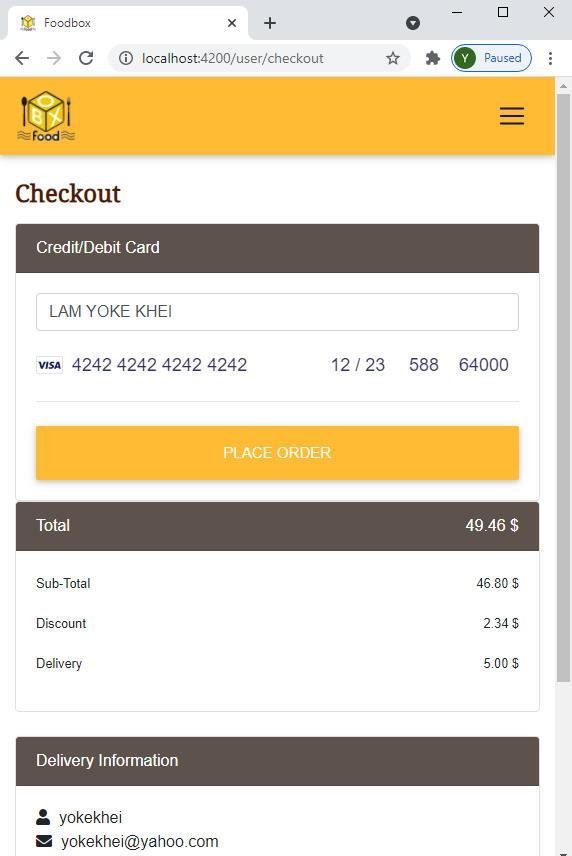 Foodbox
localhost:4200/user/checkout Y Paused
O
B X
food
Checkout
Credit/Debit Card
LAM YOKE KHEI
VISA 4242 4242 4242 4242 12 / 23 588 64000
PLACE ORDER
Total 49.46 $
Sub-Total 46.80 $
Discount 2.34 $
Delivery 5.00 $
Delivery Information
yokekhei
yokekhei@yahoo.com